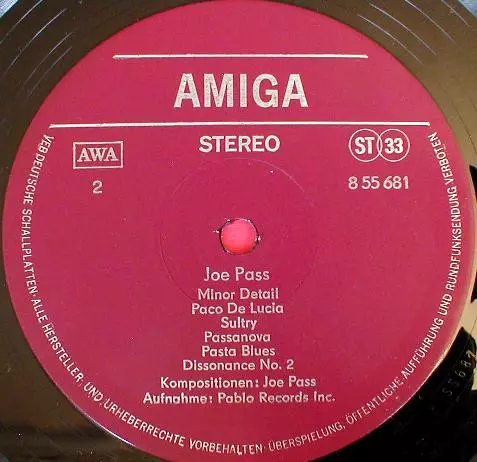 AMIGA
STEREO
AWA
ST 33
2
8 55 681
Joe Pass
Minor Detail
Paco De Lucia
Sultry
Passanova
Pasta Blues
Dissonance No. 2
Kompositionen: Joe Pass
Aufnahme: Pablo Records Inc.
VEB DEUTSCHE SCHALLPLATTEN · ALLE HERSTELLER- UND URHEBERRECHTE VORBEHALTEN · ÜBERSPIELUNG, ÖFFENTLICHE AUFFÜHRUNG UND RUNDFUNKSENDUNG VERBOTEN